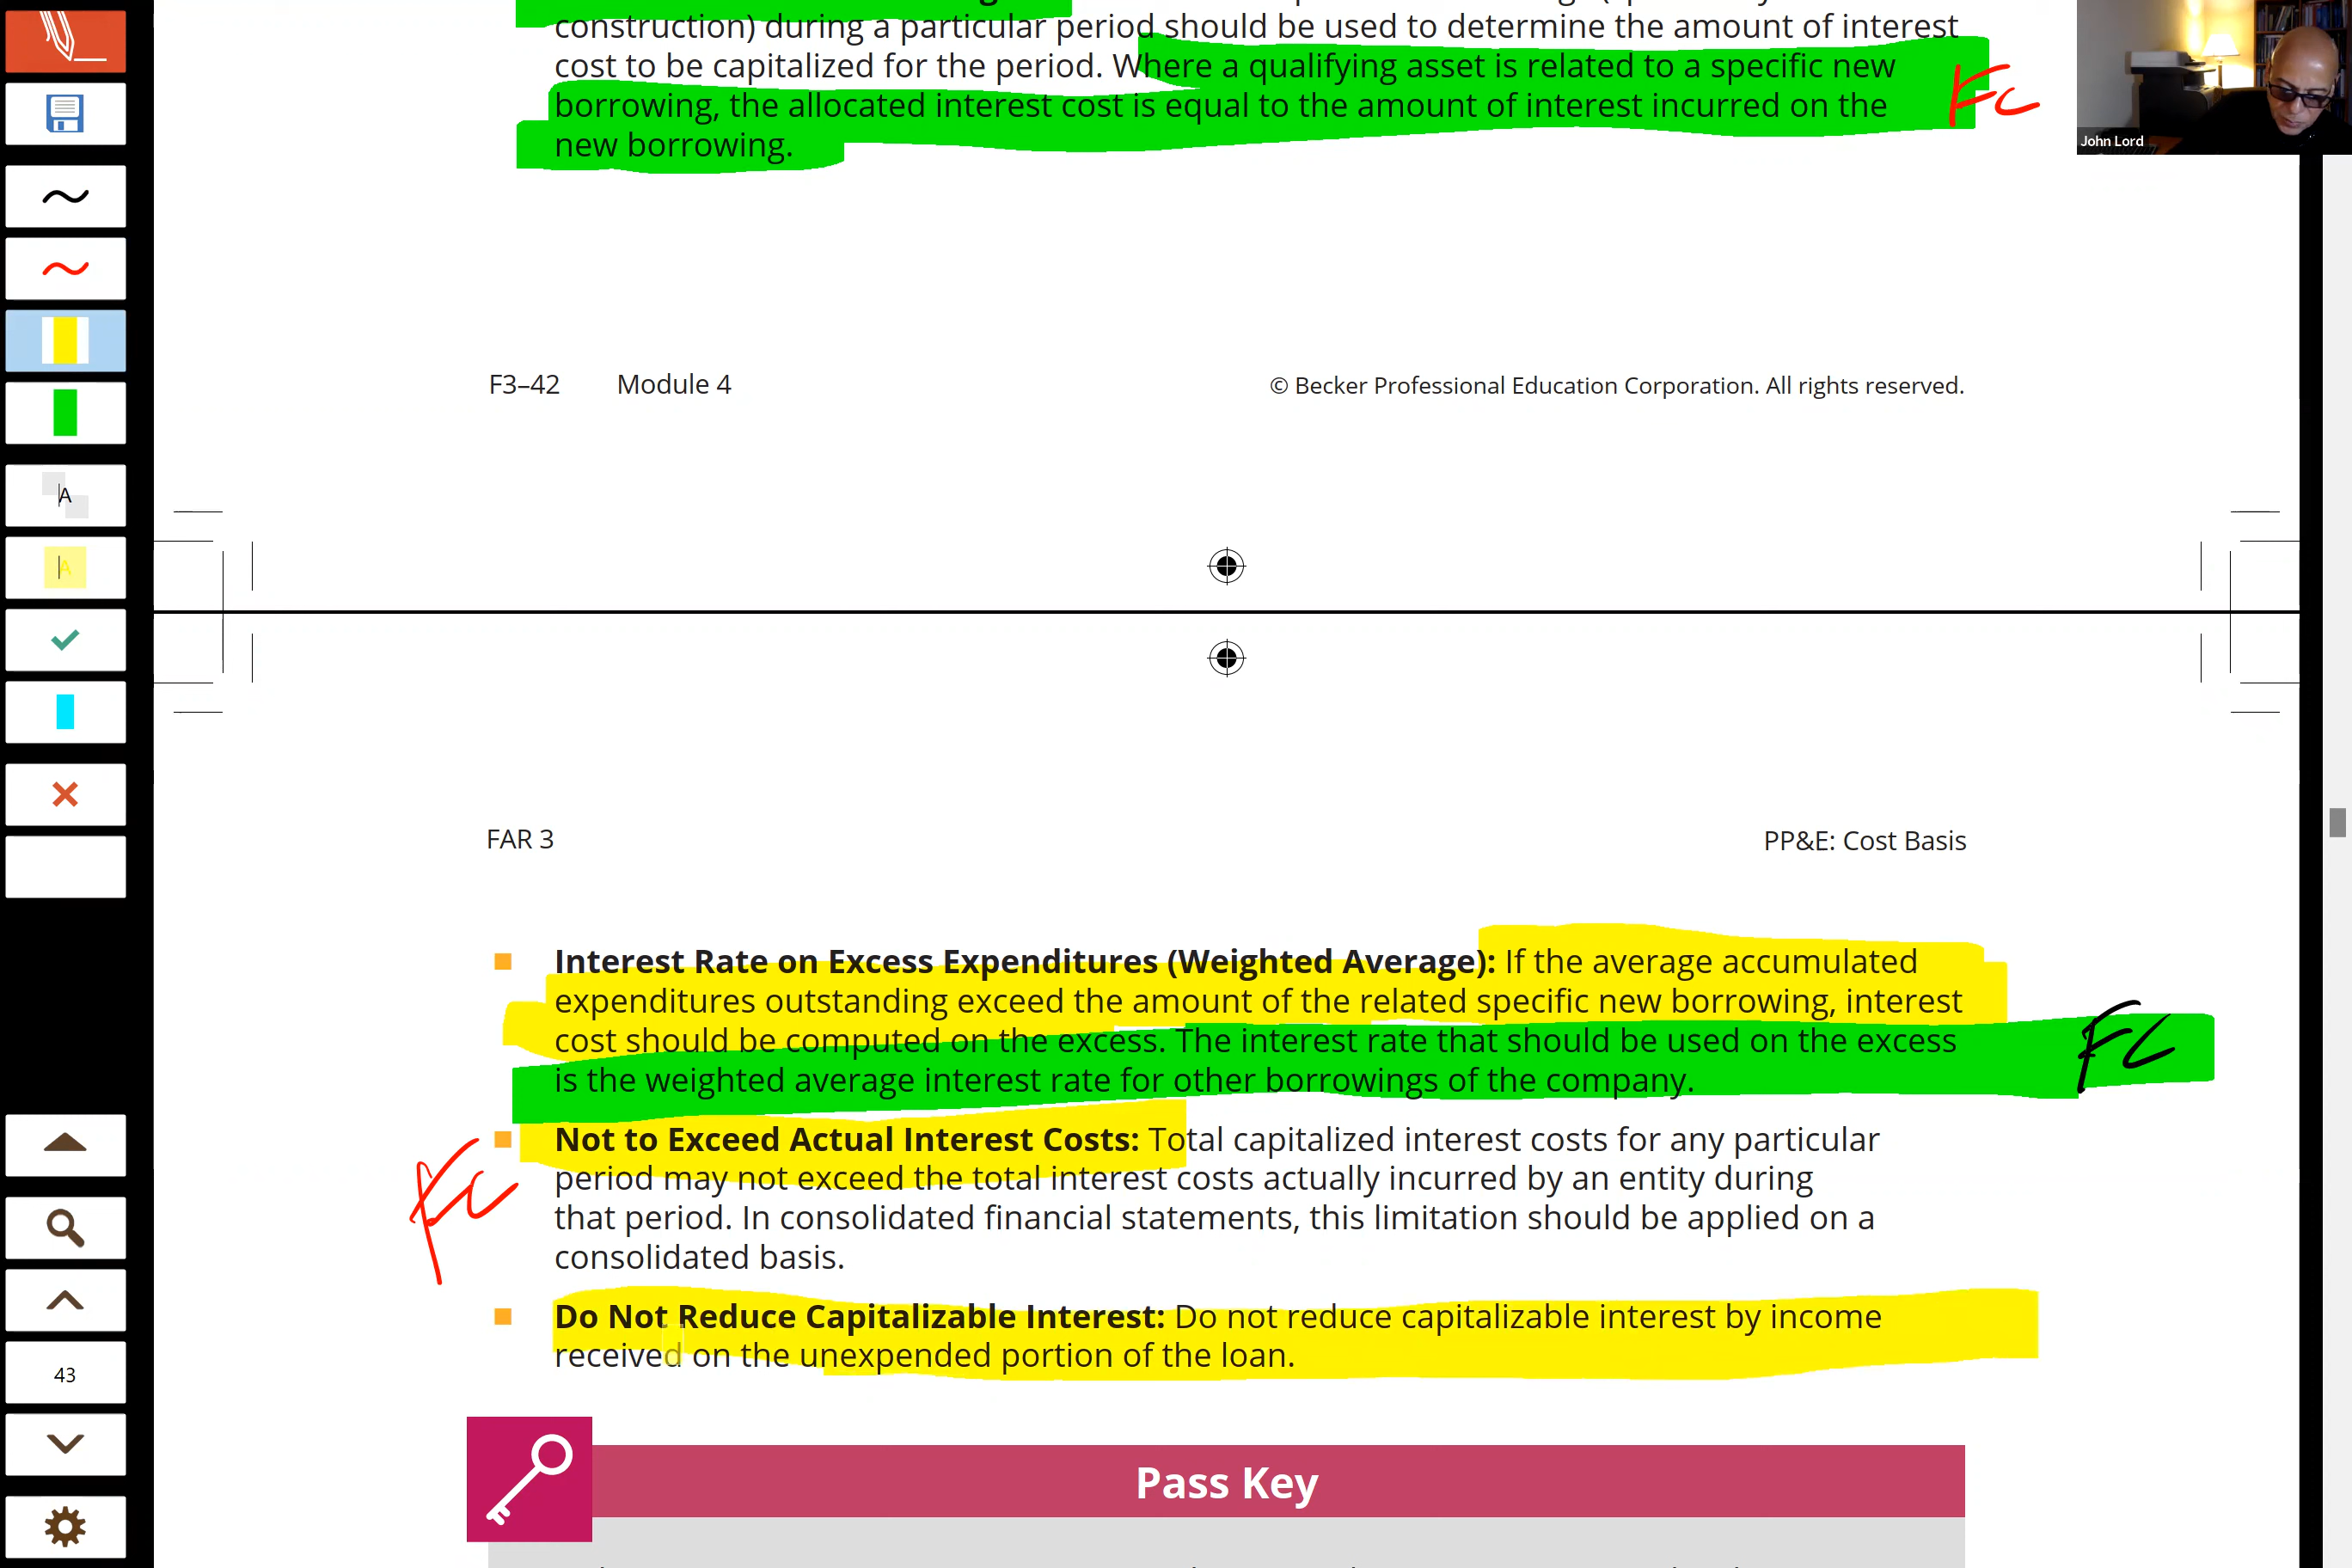 construction) during a particular period should be used to determine the amount of interest
cost to be capitalized for the period. Where a qualifying asset is related to a specific new
borrowing, the allocated interest cost is equal to the amount of interest incurred on the
new borrowing.
FC
John Lord
F3–42 Module 4 © Becker Professional Education Corporation. All rights reserved.
A
A
FAR 3 PP&E: Cost Basis
Interest Rate on Excess Expenditures (Weighted Average): If the average accumulated
expenditures outstanding exceed the amount of the related specific new borrowing, interest
cost should be computed on the excess. The interest rate that should be used on the excess
is the weighted average interest rate for other borrowings of the company.
FC
Not to Exceed Actual Interest Costs: Total capitalized interest costs for any particular
period may not exceed the total interest costs actually incurred by an entity during
that period. In consolidated financial statements, this limitation should be applied on a
consolidated basis.
FC
Do Not Reduce Capitalizable Interest: Do not reduce capitalizable interest by income
received on the unexpended portion of the loan.
43
Pass Key